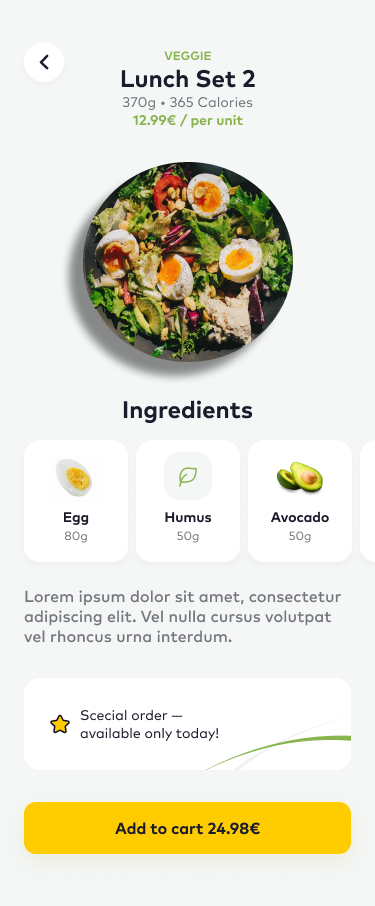 VEGGIE
Lunch Set 2
370g • 365 Calories
12.99€ / per unit
Ingredients
Egg
80g
Humus
50g
Avocado
50g
Lorem ipsum dolor sit amet, consectetur
adipiscing elit. Vel nulla cursus volutpat
vel rhoncus urna interdum.
Scecial order —
available only today!
Add to cart 24.98€